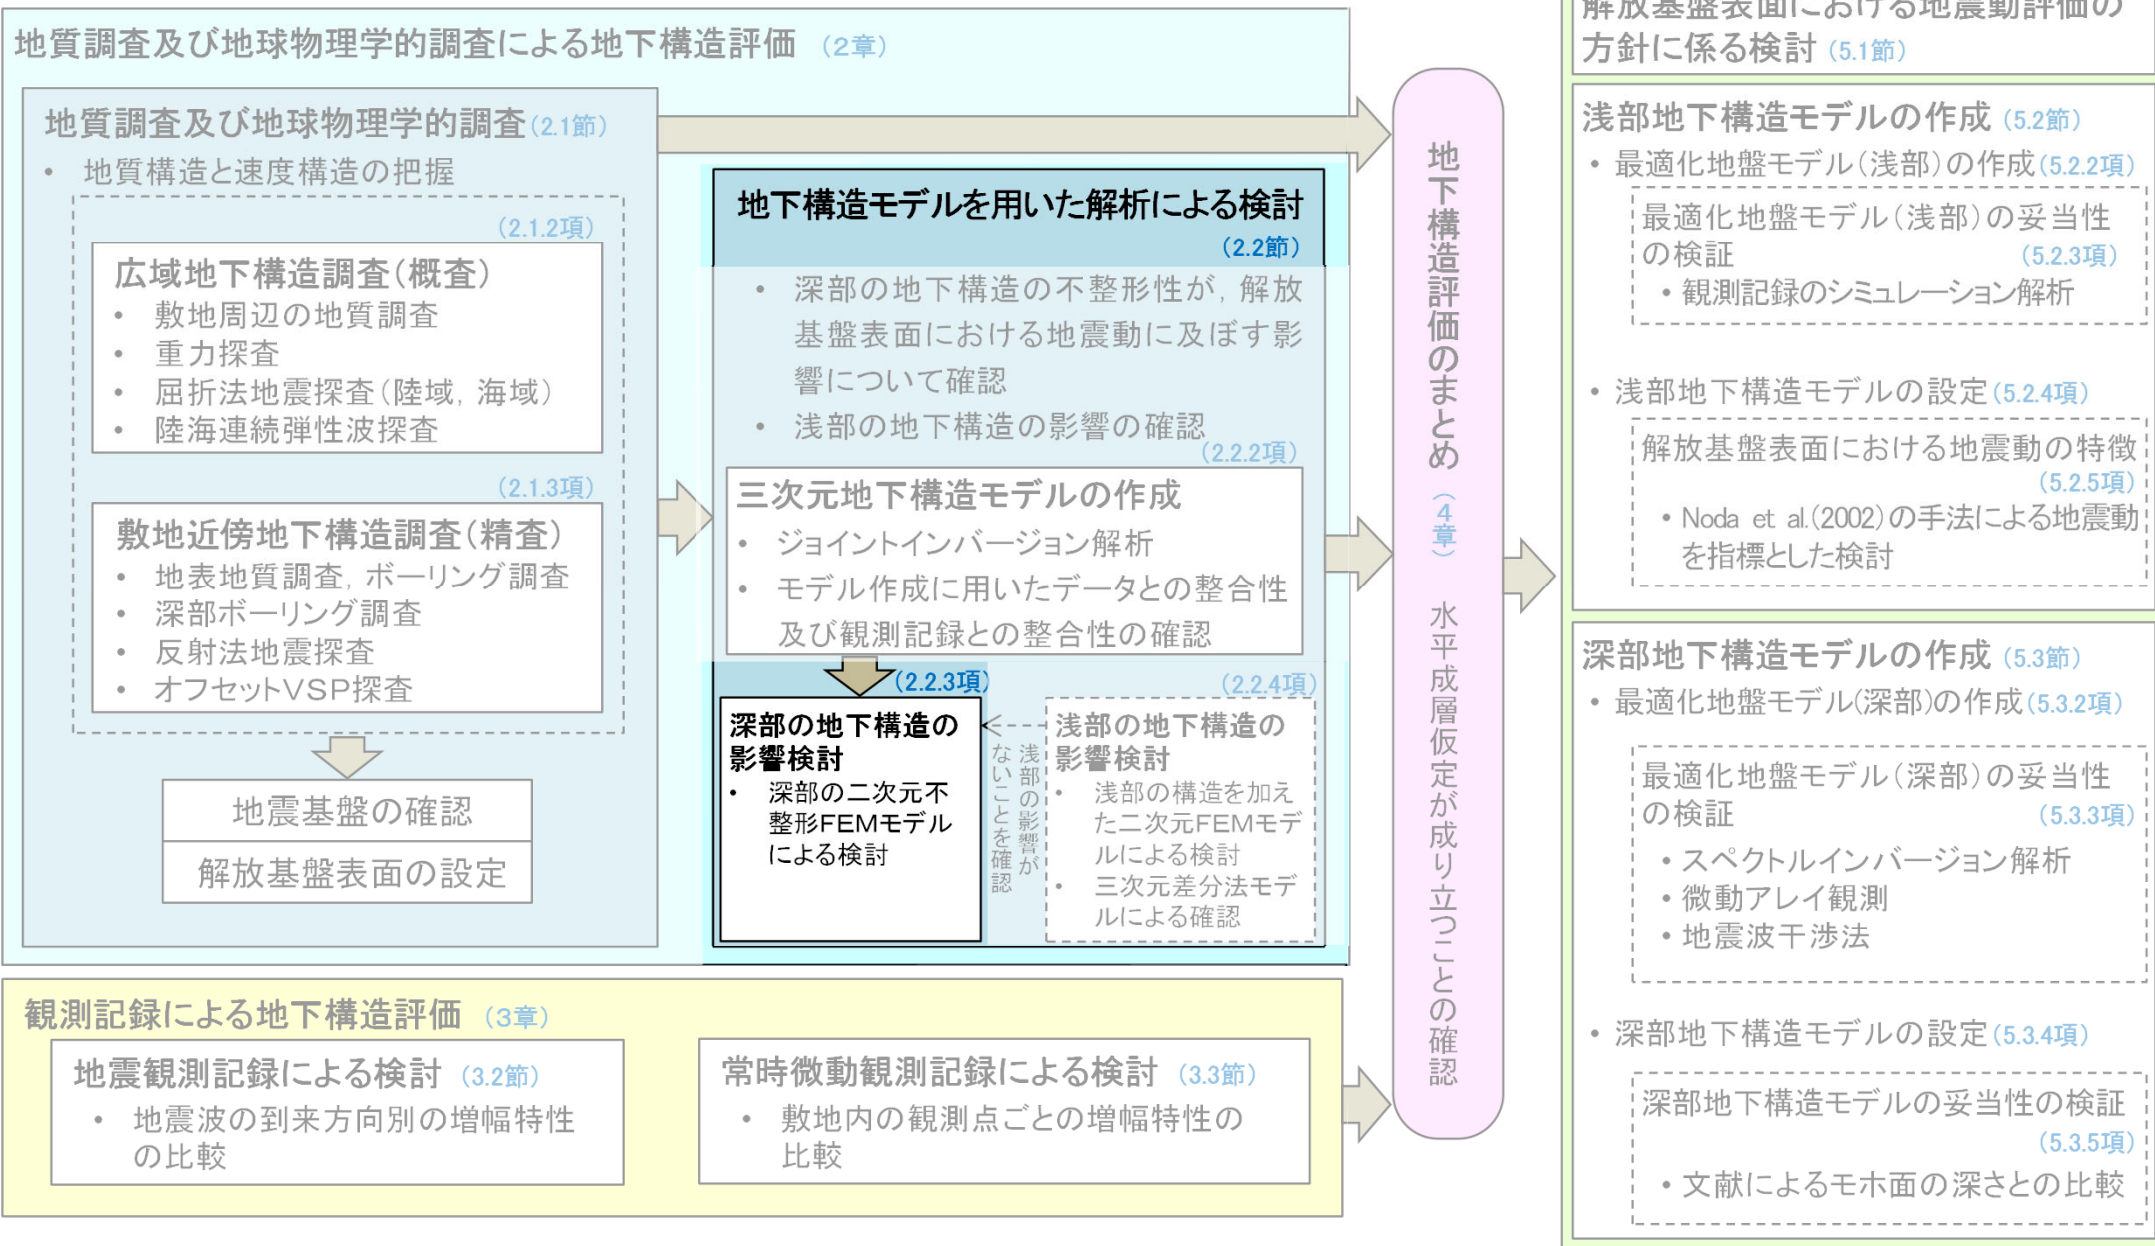 地質調査及び地球物理学的調査による地下構造評価 (2章)
地質調査及び地球物理学的調査(2.1節)
• 地質構造と速度構造の把握
(2.1.2項)
広域地下構造調査(概査)
• 敷地周辺の地質調査
• 重力探査
• 屈折法地震探査(陸域, 海域)
• 陸海連続弾性波探査
(2.1.3項)
敷地近傍地下構造調査(精査)
• 地表地質調査, ボーリング調査
• 深部ボーリング調査
• 反射法地震探査
• オフセットVSP探査
地震基盤の確認
解放基盤表面の設定
地下構造モデルを用いた解析による検討
(2.2節)
• 深部の地下構造の不整形性が, 解放
基盤表面における地震動に及ぼす影
響について確認
• 浅部の地下構造の影響の確認
(2.2.2項)
三次元地下構造モデルの作成
• ジョイントインバージョン解析
• モデル作成に用いたデータとの整合性
及び観測記録との整合性の確認
(2.2.3項)
深部の地下構造の
影響検討
• 深部の二次元不
整形FEMモデル
による検討
浅部の影響が
ないことを確認
(2.2.4項)
浅部の地下構造の
影響検討
• 浅部の構造を加え
た二次元FEMモデ
ルによる検討
• 三次元差分法モデ
ルによる確認
観測記録による地下構造評価 (3章)
地震観測記録による検討 (3.2節)
• 地震波の到来方向別の増幅特性
の比較
常時微動観測記録による検討 (3.3節)
• 敷地内の観測点ごとの増幅特性の
比較
地下構造評価のまとめ(4章) 水平成層仮定が成り立つことの確認
解放基盤表面における地震動評価の
方針に係る検討(5.1節)
浅部地下構造モデルの作成(5.2節)
• 最適化地盤モデル(浅部)の作成(5.2.2項)
最適化地盤モデル(浅部)の妥当性
の検証 (5.2.3項)
• 観測記録のシミュレーション解析
• 浅部地下構造モデルの設定(5.2.4項)
解放基盤表面における地震動の特徴
(5.2.5項)
• Noda et al.(2002)の手法による地震動
を指標とした検討
深部地下構造モデルの作成(5.3節)
• 最適化地盤モデル(深部)の作成(5.3.2項)
最適化地盤モデル(深部)の妥当性
の検証 (5.3.3項)
• スペクトルインバージョン解析
• 微動アレイ観測
• 地震波干渉法
• 深部地下構造モデルの設定(5.3.4項)
深部地下構造モデルの妥当性の検証
(5.3.5項)
• 文献によるモホ面の深さとの比較